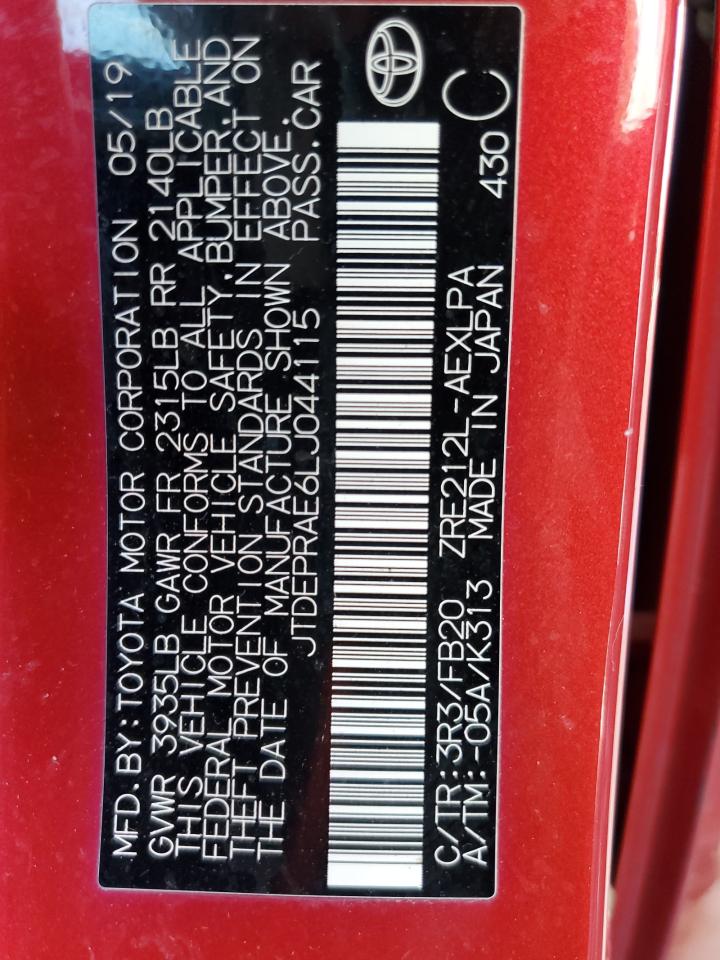 MFD.BY:TOYOTA MOTOR CORPORATION 05/19
GVWR 3935LB GAWR FR 2315LB RR 2140LB
THIS VEHICLE CONFORMS TO ALL APPLICABLE
FEDERAL MOTOR VEHICLE SAFETY, BUMPER, AND
THEFT PREVENTION STANDARDS IN EFFECT ON
THE DATE OF MANUFACTURE SHOWN ABOVE.
JTDEPRAE6LJ044115 PASS.CAR
C/TR:3R3/FB20 ZRE212L-AEXLPA
A/TM:-05A/K313 MADE IN JAPAN 430 C